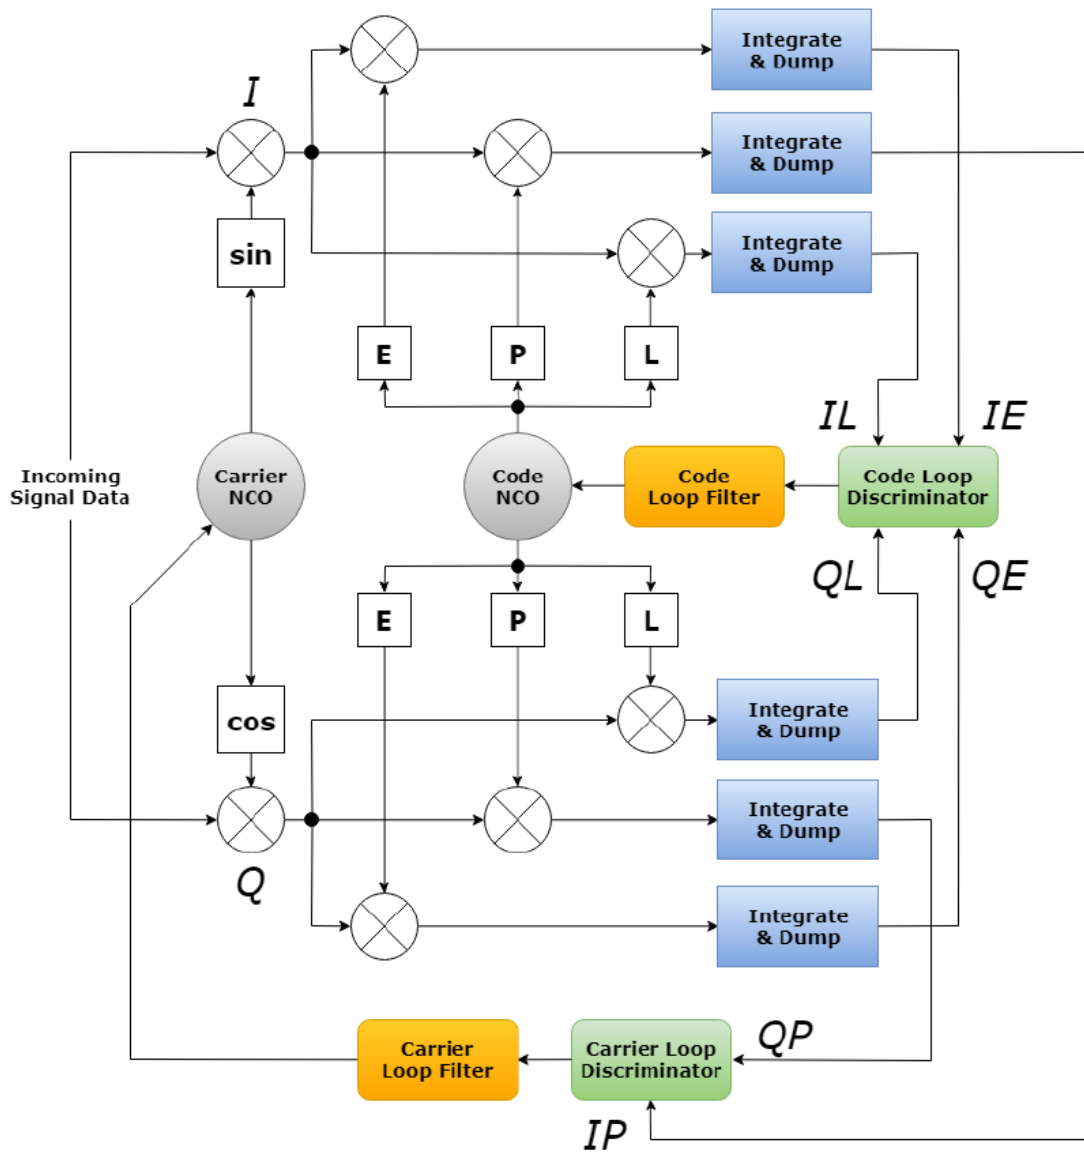 Integrate
& Dump
I
Integrate
& Dump
sin
Integrate
& Dump
E
P
L
IL
IE
Incoming
Signal Data
Carrier
NCO
Code
NCO
Code
Loop Filter
Code Loop
Discriminator
QL
QE
E
P
L
cos
Integrate
& Dump
Integrate
& Dump
Q
Integrate
& Dump
QP
Carrier
Loop Filter
Carrier Loop
Discriminator
IP